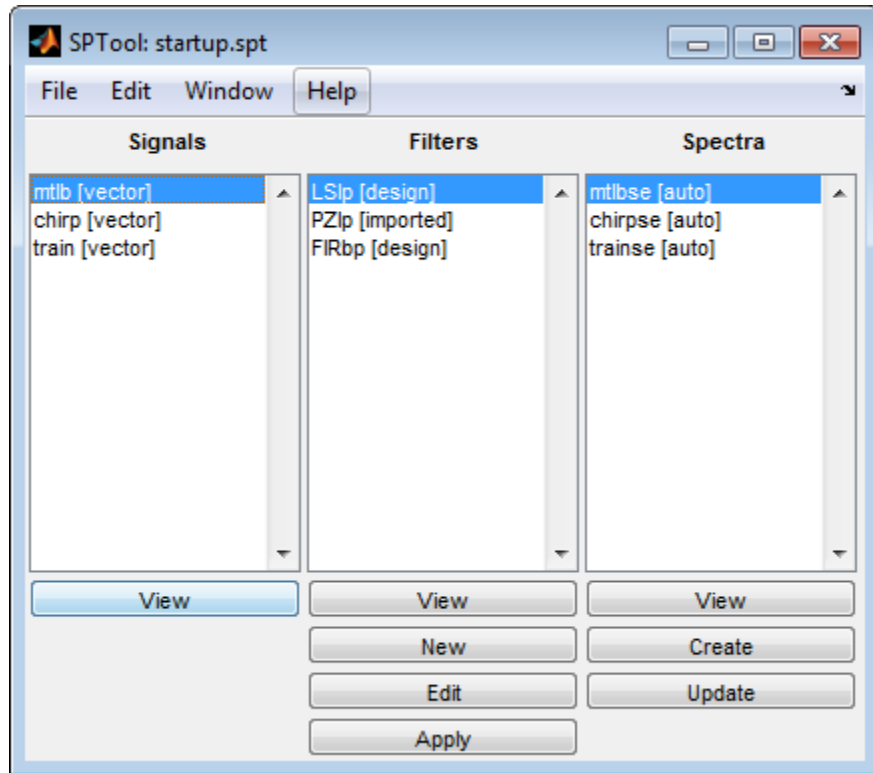 SPTool: startup.spt
File Edit Window Help
Signals Filters Spectra
mtlb [vector] LSlp [design] mtlbse [auto]
chirp [vector] PZlp [imported] chirpse [auto]
train [vector] FIRbp [design] trainse [auto]
View View View
New Create
Edit Update
Apply